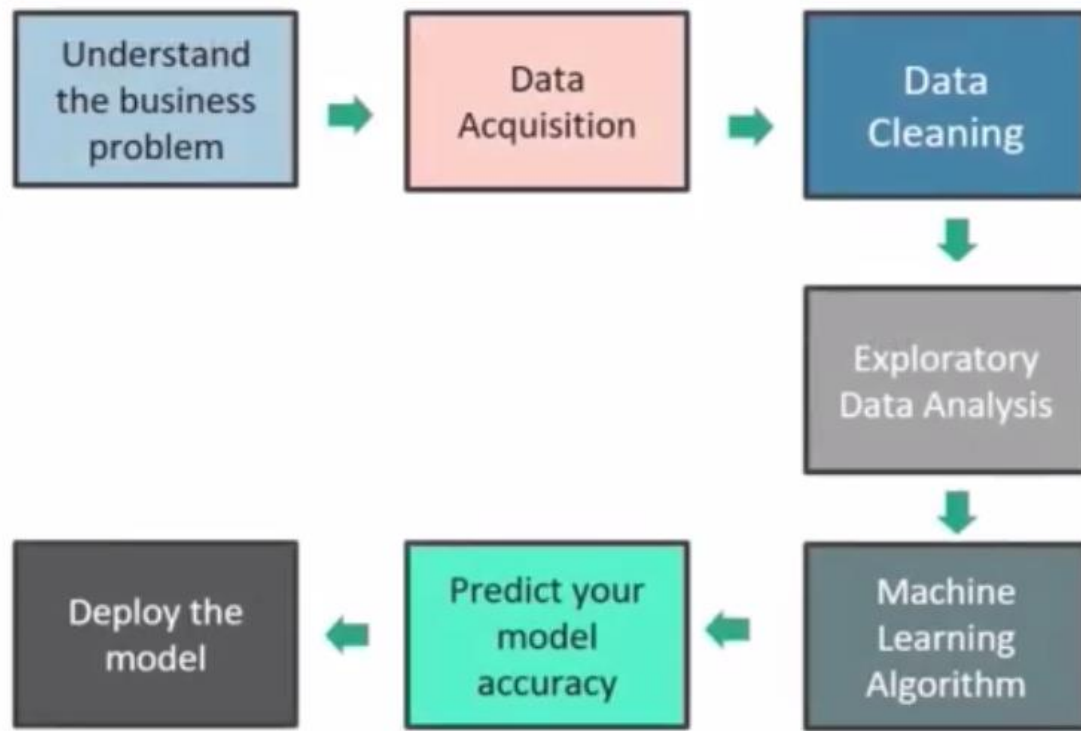 Understand
the business
problem
Data
Acquisition
Data
Cleaning
Exploratory
Data Analysis
Machine
Learning
Algorithm
Predict your
model
accuracy
Deploy the
model